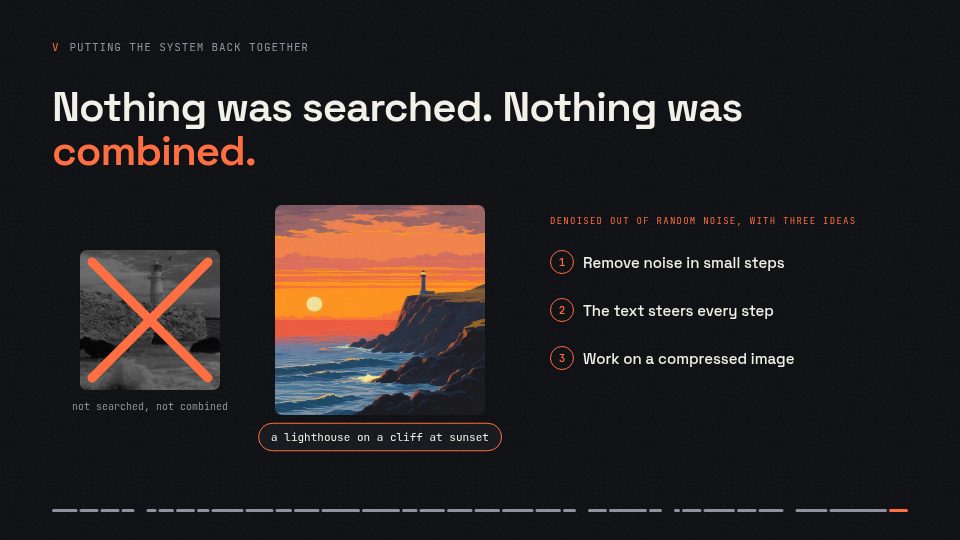 V PUTTING THE SYSTEM BACK TOGETHER
Nothing was searched. Nothing was
combined.
not searched, not combined
a lighthouse on a cliff at sunset
DENOISED OUT OF RANDOM NOISE, WITH THREE IDEAS
1 Remove noise in small steps
2 The text steers every step
3 Work on a compressed image